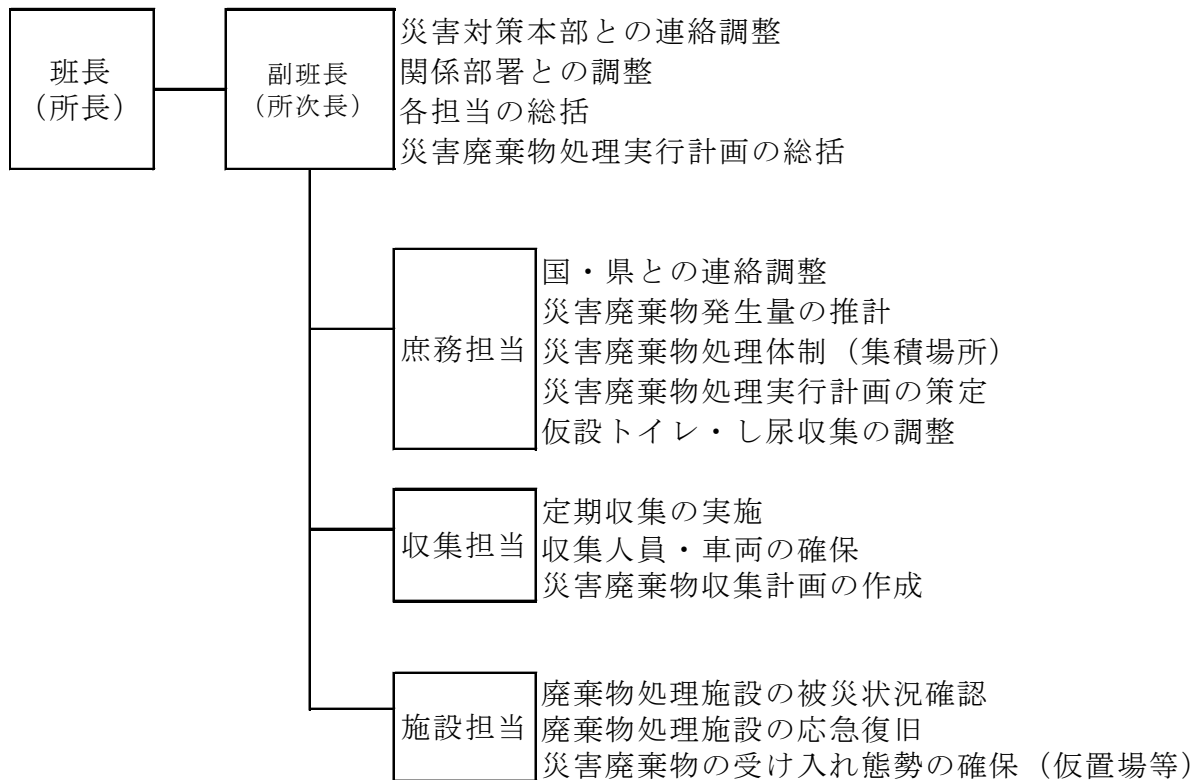 班長
（所長）
副班長
（所次長）
災害対策本部との連絡調整
関係部署との調整
各担当の総括
災害廃棄物処理実行計画の総括
庶務担当
国・県との連絡調整
災害廃棄物発生量の推計
災害廃棄物処理体制（集積場所）
災害廃棄物処理実行計画の策定
仮設トイレ・し尿収集の調整
収集担当
定期収集の実施
収集人員・車両の確保
災害廃棄物収集計画の作成
施設担当
廃棄物処理施設の被災状況確認
廃棄物処理施設の応急復旧
災害廃棄物の受け入れ態勢の確保（仮置場等）